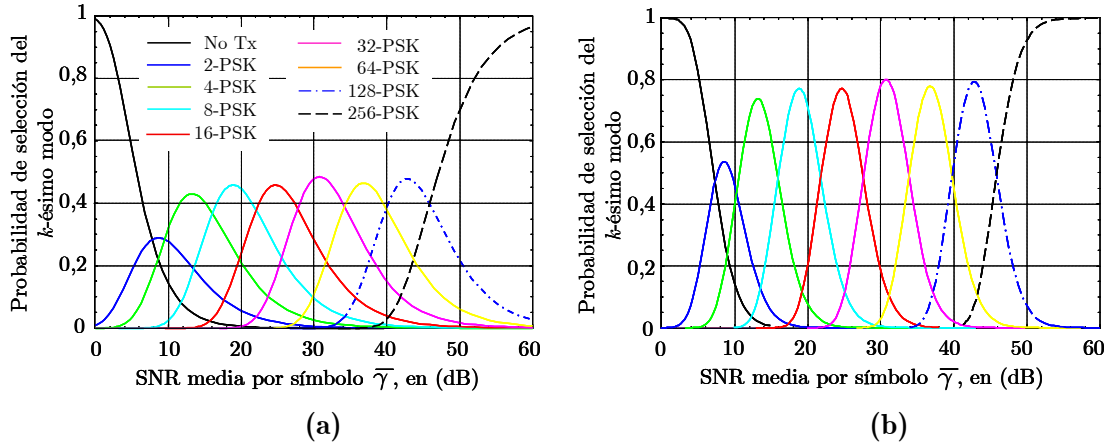 Probabilidad de selección del
k-ésimo modo
1
0,8
0,6
0,4
0,2
0
No Tx
2-PSK
4-PSK
8-PSK
16-PSK
32-PSK
64-PSK
128-PSK
256-PSK
0 10 20 30 40 50 60
SNR media por símbolo γ̅, en (dB)
(a)
Probabilidad de selección del
k-ésimo modo
1
0,8
0,6
0,4
0,2
0
0 10 20 30 40 50 60
SNR media por símbolo γ̅, en (dB)
(b)